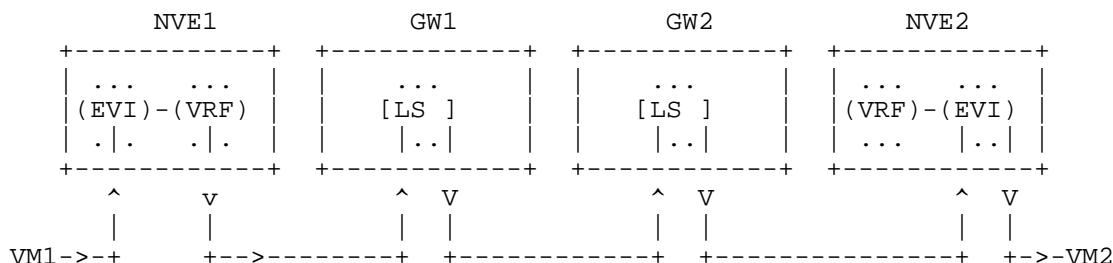 NVE1             GW1                  GW2             NVE2
    +------------+  +------------+      +------------+  +------------+
    |  ...   ... |  |     ...    |      |     ...    |  |  ...   ... |
    |(EVI)-(VRF) |  |   [LS ]    |      |   [LS ]    |  |(VRF)-(EVI) |
    |  .|.   .|. |  |    |..|    |      |    |..|    |  |  ...  |..| |
    +------------+  +------------+      +------------+  +------------+
        ^     v           ^  V                ^  V              ^  V
        |     |           |  |                |  |              |  |
VM1->-+     +-->--------+  +------------+  +---------------+  +->-VM2